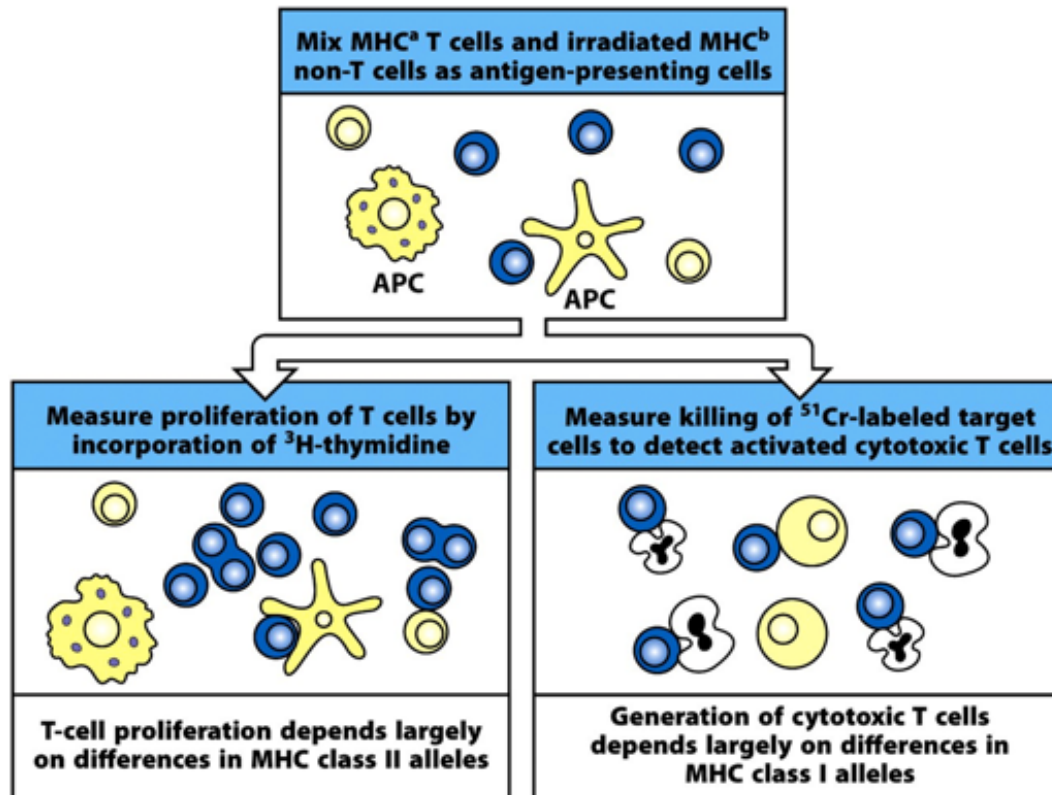 Mix MHCᵃ T cells and irradiated MHCᵇ
non-T cells as antigen-presenting cells
APC
APC
Measure proliferation of T cells by
incorporation of ³H-thymidine
T-cell proliferation depends largely
on differences in MHC class II alleles
Measure killing of ⁵¹Cr-labeled target
cells to detect activated cytotoxic T cells
Generation of cytotoxic T cells
depends largely on differences in
MHC class I alleles